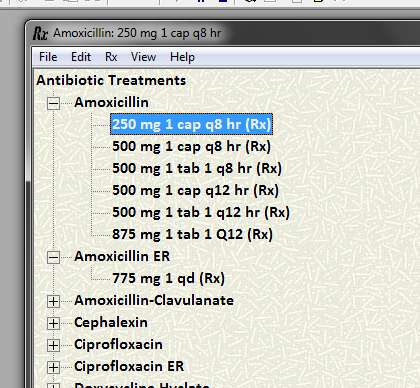 Rx Amoxicillin: 250 mg 1 cap q8 hr
File Edit Rx View Help
Antibiotic Treatments
Amoxicillin
250 mg 1 cap q8 hr (Rx)
500 mg 1 cap q8 hr (Rx)
500 mg 1 tab 1 q8 hr (Rx)
500 mg 1 cap q12 hr (Rx)
500 mg 1 tab 1 q12 hr (Rx)
875 mg 1 tab 1 Q12 (Rx)
Amoxicillin ER
775 mg 1 qd (Rx)
Amoxicillin-Clavulanate
Cephalexin
Ciprofloxacin
Ciprofloxacin ER
Doxycycline Hyclate